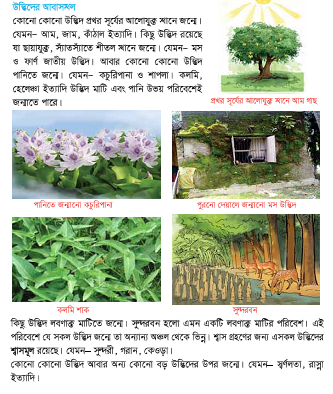 উদ্ভিদের আবাসস্থল
কোনো কোনো উদ্ভিদ প্রখর সূর্যের আলোযুক্ত স্থানে জন্মে।
যেমন– আম, জাম, কাঁঠাল ইত্যাদি। কিছু উদ্ভিদ রয়েছে
যা ছায়াযুক্ত, স্যাঁতস্যাঁতে শীতল স্থানে জন্মে। যেমন– মস
ও ফার্ণ জাতীয় উদ্ভিদ। আবার কোনো কোনো উদ্ভিদ
পানিতে জন্মে। যেমন– কচুরিপানা ও শাপলা। কলমি,
হেলেঞ্চা ইত্যাদি উদ্ভিদ মাটি এবং পানি উভয় পরিবেশেই
জন্মাতে পারে।
প্রখর সূর্যের আলোযুক্ত স্থানে আম গাছ
পানিতে জন্মানো কচুরিপানা
পুরনো দেয়ালে জন্মানো মস উদ্ভিদ
কলমি শাক
সুন্দরবন
কিছু উদ্ভিদ লবণাক্ত মাটিতে জন্মে। সুন্দরবন হলো এমন একটি লবণাক্ত মাটির পরিবেশ। এই
পরিবেশে যে সকল উদ্ভিদ জন্মে তা অন্যান্য অঞ্চল থেকে ভিন্ন। শ্বাস গ্রহণের জন্য এসকল উদ্ভিদের
শ্বাসমূল রয়েছে। যেমন– সুন্দরী, গরান, কেওড়া।
কোনো কোনো উদ্ভিদ আবার অন্য কোনো বড় উদ্ভিদের উপর জন্মে। যেমন– স্বর্ণলতা, রাস্না
ইত্যাদি।